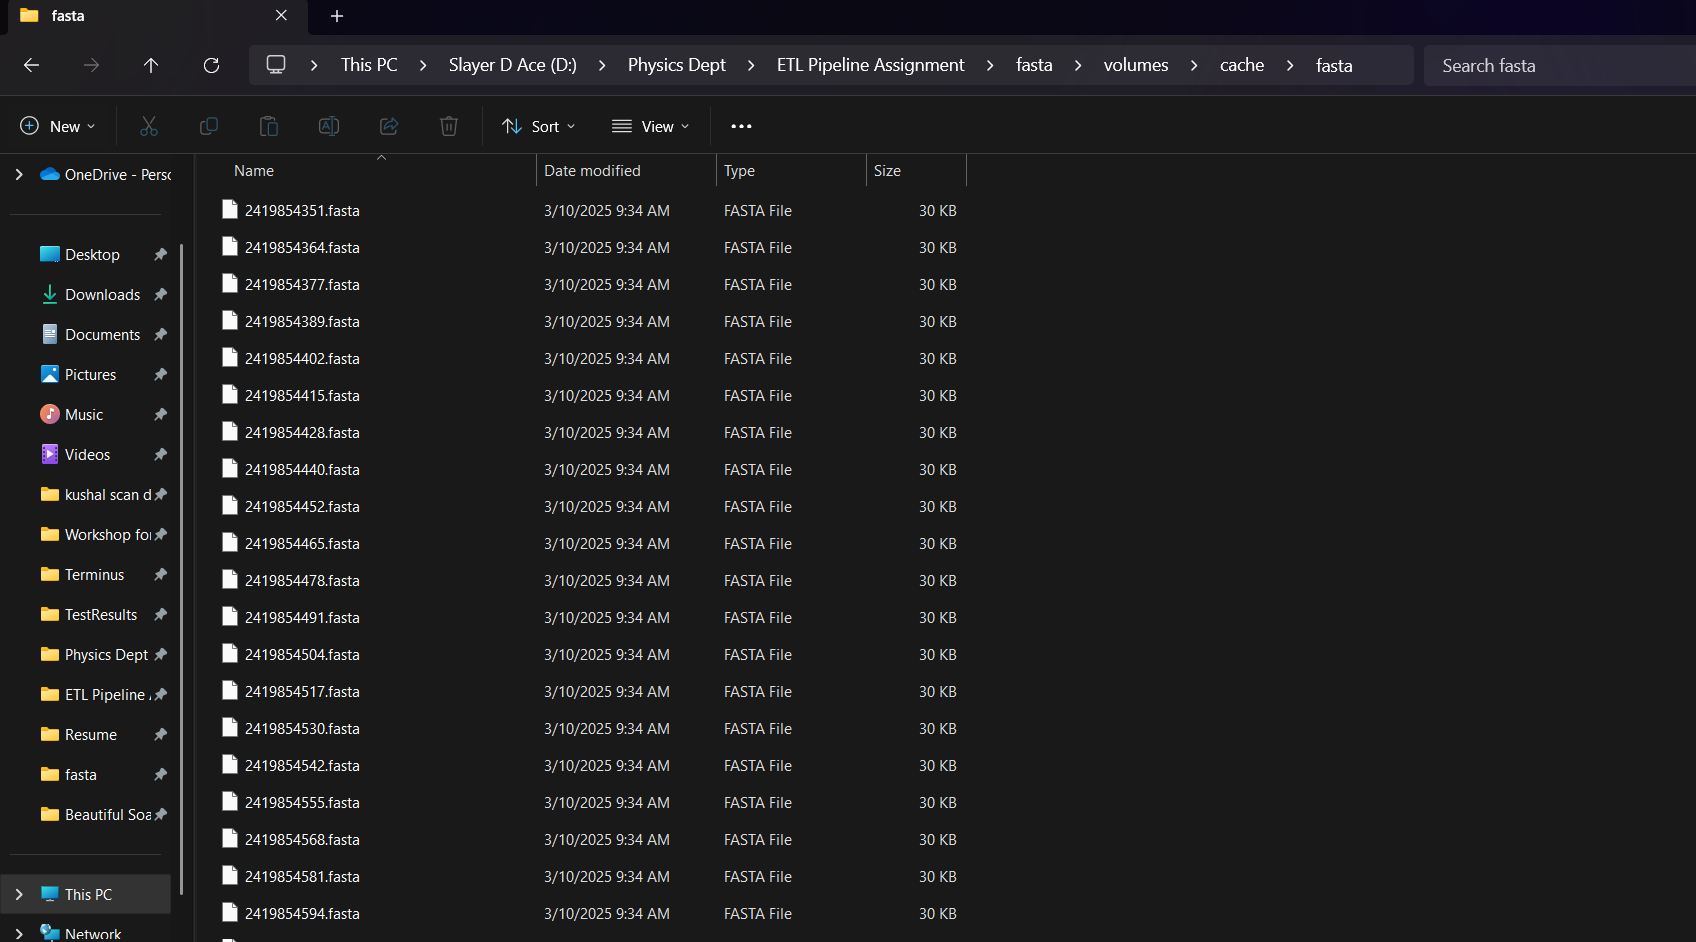 fasta
This PC > Slayer D Ace (D:) > Physics Dept > ETL Pipeline Assignment > fasta > volumes > cache > fasta
Search fasta
New
Sort
View
OneDrive - Perso
Desktop
Downloads
Documents
Pictures
Music
Videos
kushal scan d
Workshop for
Terminus
TestResults
Physics Dept
ETL Pipeline A
Resume
fasta
Beautiful Soa
This PC
Network
Name Date modified Type Size
2419854351.fasta 3/10/2025 9:34 AM FASTA File 30 KB
2419854364.fasta 3/10/2025 9:34 AM FASTA File 30 KB
2419854377.fasta 3/10/2025 9:34 AM FASTA File 30 KB
2419854389.fasta 3/10/2025 9:34 AM FASTA File 30 KB
2419854402.fasta 3/10/2025 9:34 AM FASTA File 30 KB
2419854415.fasta 3/10/2025 9:34 AM FASTA File 30 KB
2419854428.fasta 3/10/2025 9:34 AM FASTA File 30 KB
2419854440.fasta 3/10/2025 9:34 AM FASTA File 30 KB
2419854452.fasta 3/10/2025 9:34 AM FASTA File 30 KB
2419854465.fasta 3/10/2025 9:34 AM FASTA File 30 KB
2419854478.fasta 3/10/2025 9:34 AM FASTA File 30 KB
2419854491.fasta 3/10/2025 9:34 AM FASTA File 30 KB
2419854504.fasta 3/10/2025 9:34 AM FASTA File 30 KB
2419854517.fasta 3/10/2025 9:34 AM FASTA File 30 KB
2419854530.fasta 3/10/2025 9:34 AM FASTA File 30 KB
2419854542.fasta 3/10/2025 9:34 AM FASTA File 30 KB
2419854555.fasta 3/10/2025 9:34 AM FASTA File 30 KB
2419854568.fasta 3/10/2025 9:34 AM FASTA File 30 KB
2419854581.fasta 3/10/2025 9:34 AM FASTA File 30 KB
2419854594.fasta 3/10/2025 9:34 AM FASTA File 30 KB